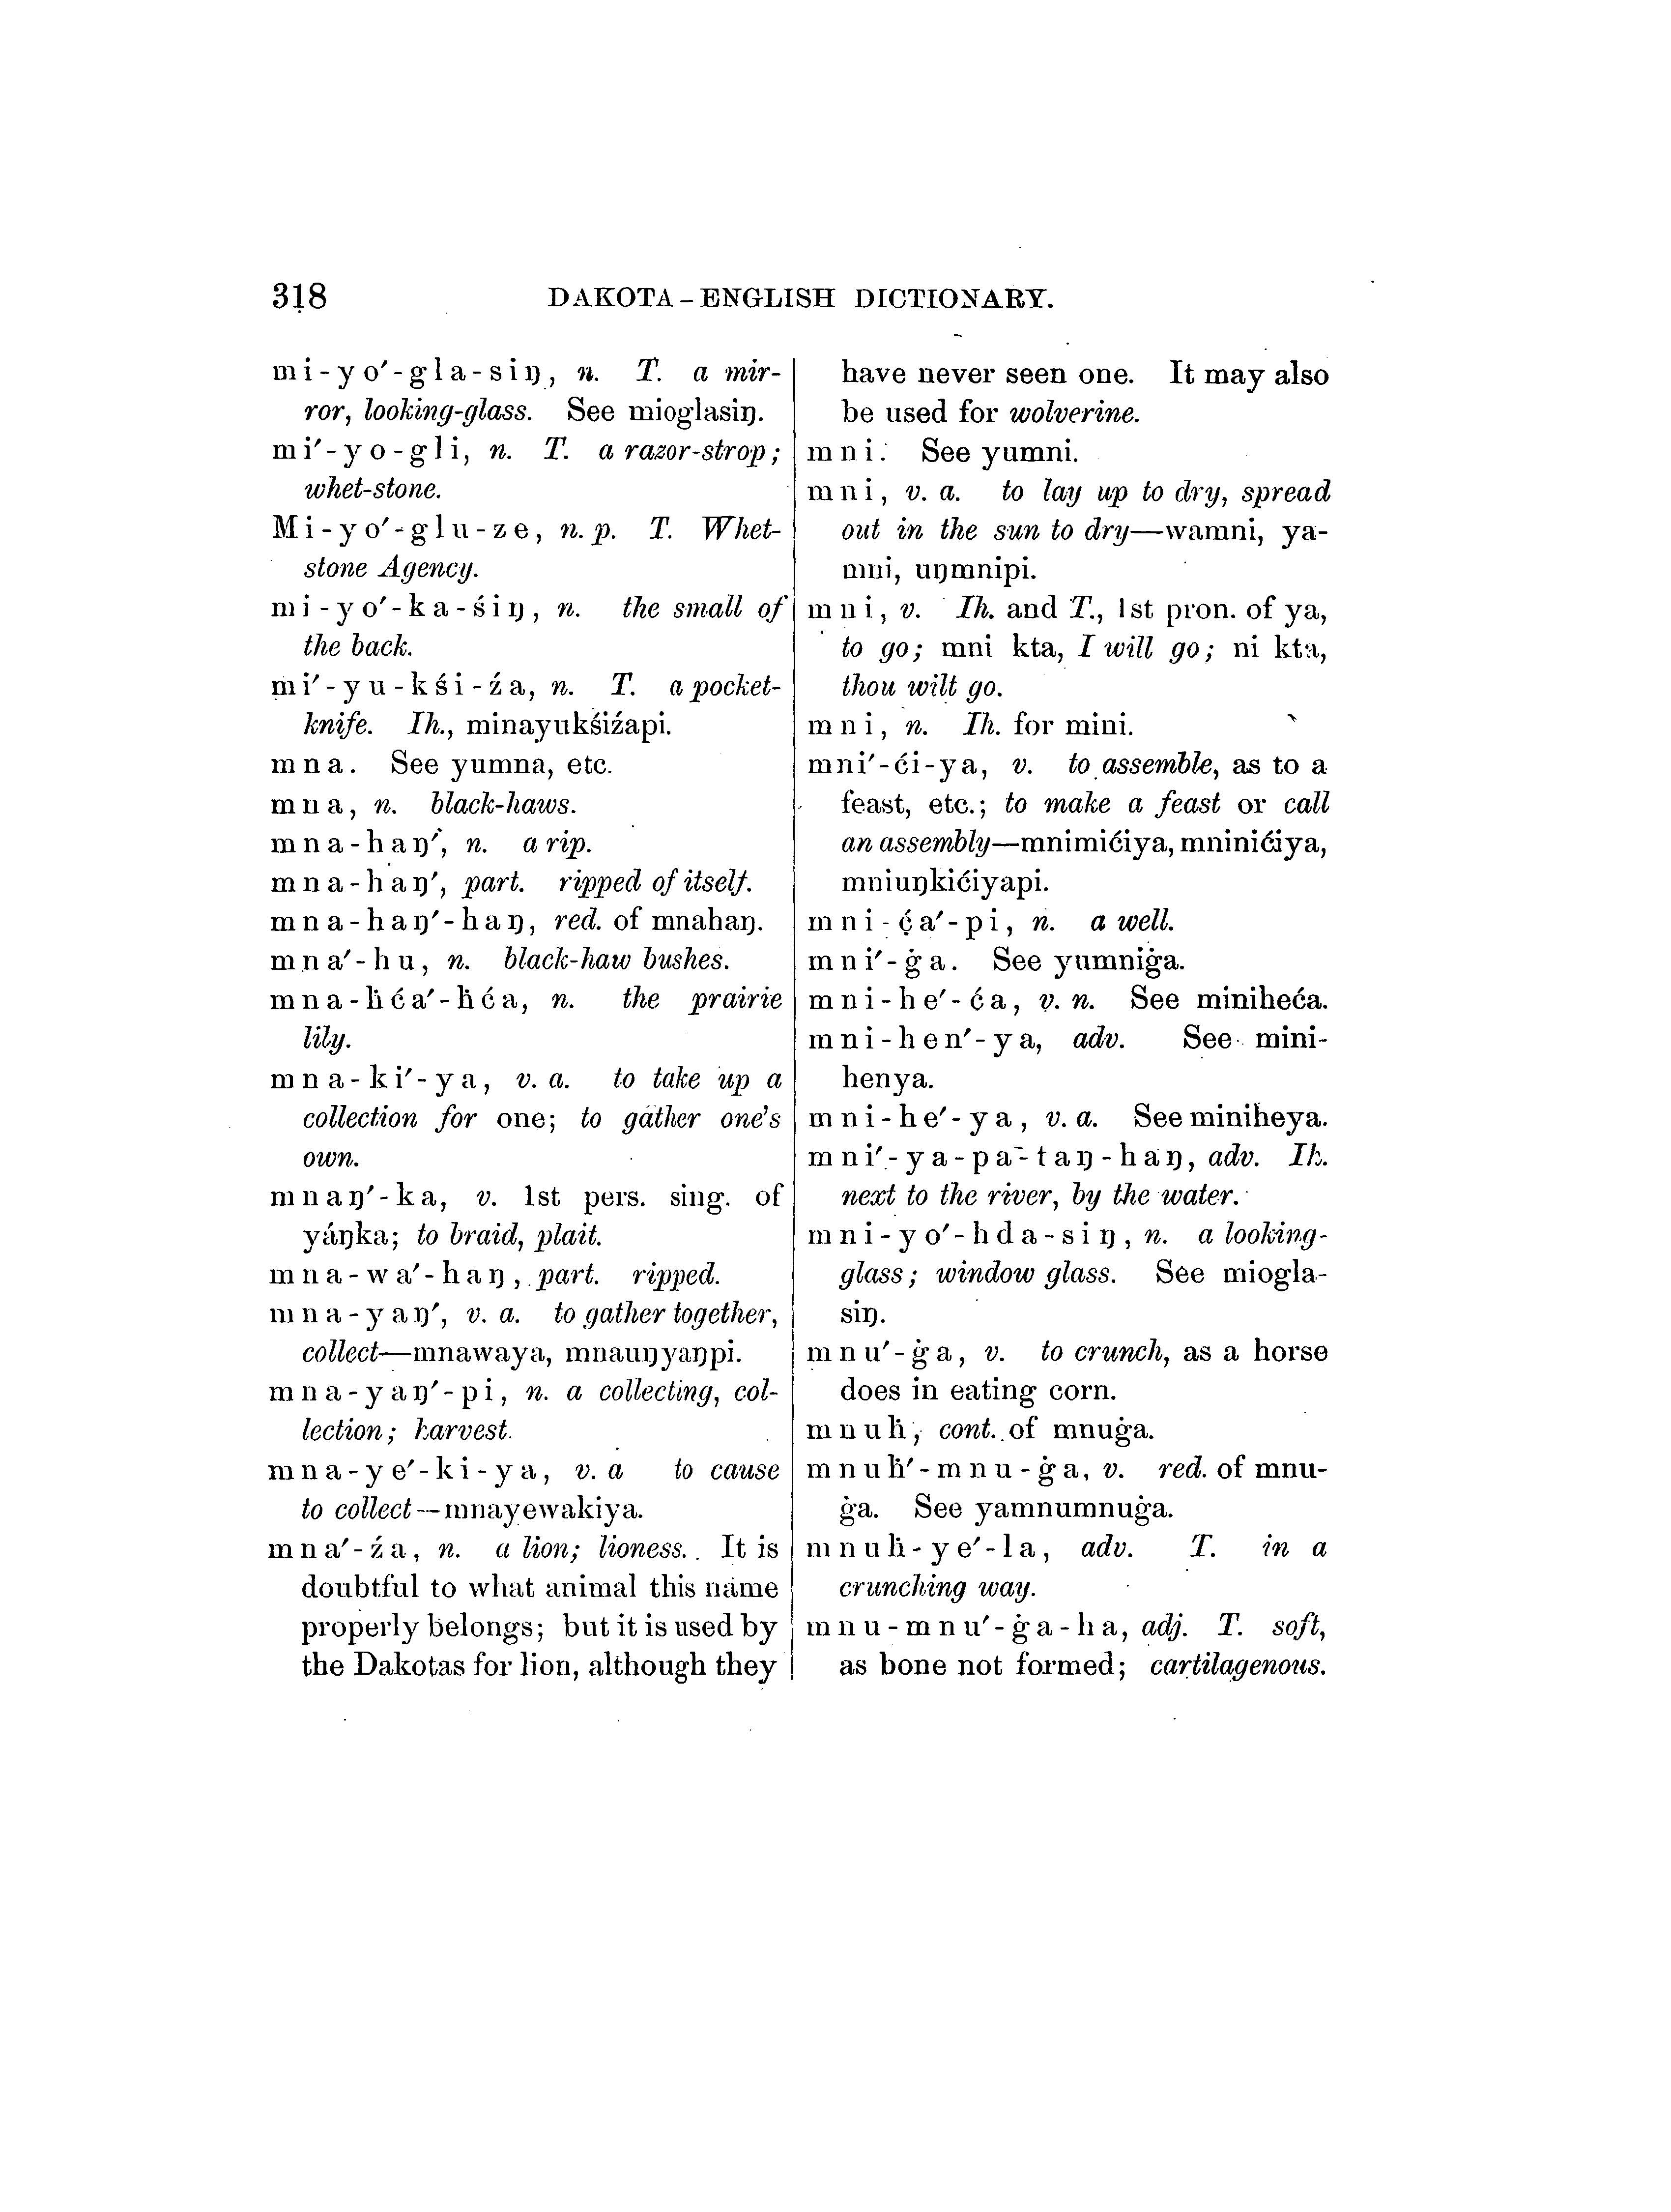 318 DAKOTA-ENGLISH DICTIONARY.
mi-yo′-gla-siŋ, n. T. a mir-
ror, looking-glass. See mioglasiŋ.
mi′-yo-gli, n. T. a razor-strop;
whet-stone.
Mi-yo′-glu-ze, n. p. T. Whet-
stone Agency.
mi-yo′-ka-śiŋ, n. the small of
the back.
mi′-yu-kśi-źa, n. T. a pocket-
knife. Ih., minayukśiźapi.
mna. See yumna, etc.
mna, n. black-haws.
mna-haŋ′, n. a rip.
mna-haŋ′, part. ripped of itself.
mna-haŋ′-haŋ, red. of mnahaŋ.
mna′-hu, n. black-haw bushes.
mna-ḣća′-ḣća, n. the prairie
lily.
mna-ki′-ya, v. a. to take up a
collection for one; to gather one's
own.
mnaŋ′-ka, v. 1st pers. sing. of
yáŋka; to braid, plait.
mna-wa′-haŋ, part. ripped.
mna-yaŋ′, v. a. to gather together,
collect—mnawaya, mnauŋyaŋpi.
mna-yaŋ′-pi, n. a collecting, col-
lection; harvest.
mna-ye′-ki-ya, v. a to cause
to collect—mnayewakiya.
mna′-źa, n. a lion; lioness. It is
doubtful to what animal this name
properly belongs; but it is used by
the Dakotas for lion, although they
have never seen one. It may also
be used for wolverine.
mni. See yumni.
mni, v. a. to lay up to dry, spread
out in the sun to dry—wamni, ya-
mni, uŋmnipi.
mni, v. Ih. and T., 1st pron. of ya,
to go; mni kta, I will go; ni kta,
thou wilt go.
mni, n. Ih. for mini.
mni′-ći-ya, v. to assemble, as to a
feast, etc.; to make a feast or call
an assembly—mnimićiya, mninićiya,
mniuŋkićiyapi.
mni-ć̣a′-pi, n. a well.
mni′-ġa. See yumniġa.
mni-he′-ća, v. n. See miniheća.
mni-hen′-ya, adv. See mini-
henya.
mni-he′-ya, v. a. See miniheya.
mni′-ya-pa-taŋ-haŋ, adv. Ih.
next to the river, by the water.
mni-yo′-hda-siŋ, n. a looking-
glass; window glass. See miogla-
siŋ.
mnu′-ġa, v. to crunch, as a horse
does in eating corn.
mnuḣ, cont. of mnuġa.
mnuḣ′-mnu-ġa, v. red. of mnu-
ġa. See yamnumnuġa.
mnuḣ-ye′-la, adv. T. in a
crunching way.
mnu-mnu′-ġa-ha, adj. T. soft,
as bone not formed; cartilagenous.